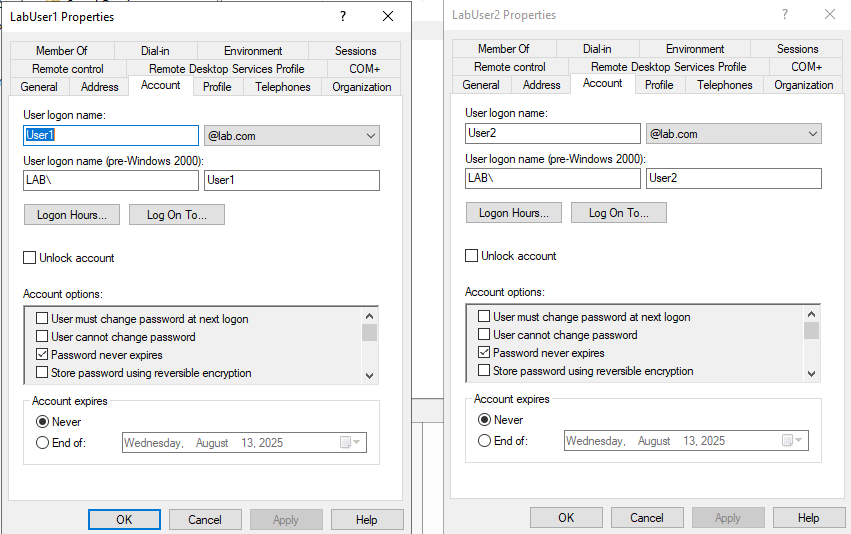 LabUser1 Properties
Member Of Dial-in Environment Sessions
Remote control Remote Desktop Services Profile COM+
General Address Account Profile Telephones Organization
User logon name:
User1 @lab.com
User logon name (pre-Windows 2000):
LAB\ User1
Logon Hours... Log On To...
Unlock account
Account options:
User must change password at next logon
User cannot change password
Password never expires
Store password using reversible encryption
Account expires
Never
End of: Wednesday, August 13, 2025
OK Cancel Apply Help
LabUser2 Properties
Member Of Dial-in Environment Sessions
Remote control Remote Desktop Services Profile COM+
General Address Account Profile Telephones Organization
User logon name:
User2 @lab.com
User logon name (pre-Windows 2000):
LAB\ User2
Logon Hours... Log On To...
Unlock account
Account options:
User must change password at next logon
User cannot change password
Password never expires
Store password using reversible encryption
Account expires
Never
End of: Wednesday, August 13, 2025
OK Cancel Apply Help